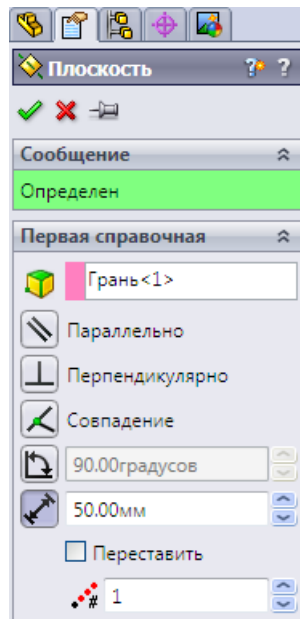 Плоскость
Сообщение
Определен
Первая справочная
Грань<1>
Параллельно
Перпендикулярно
Совпадение
90.00градусов
50.00мм
Переставить
# 1